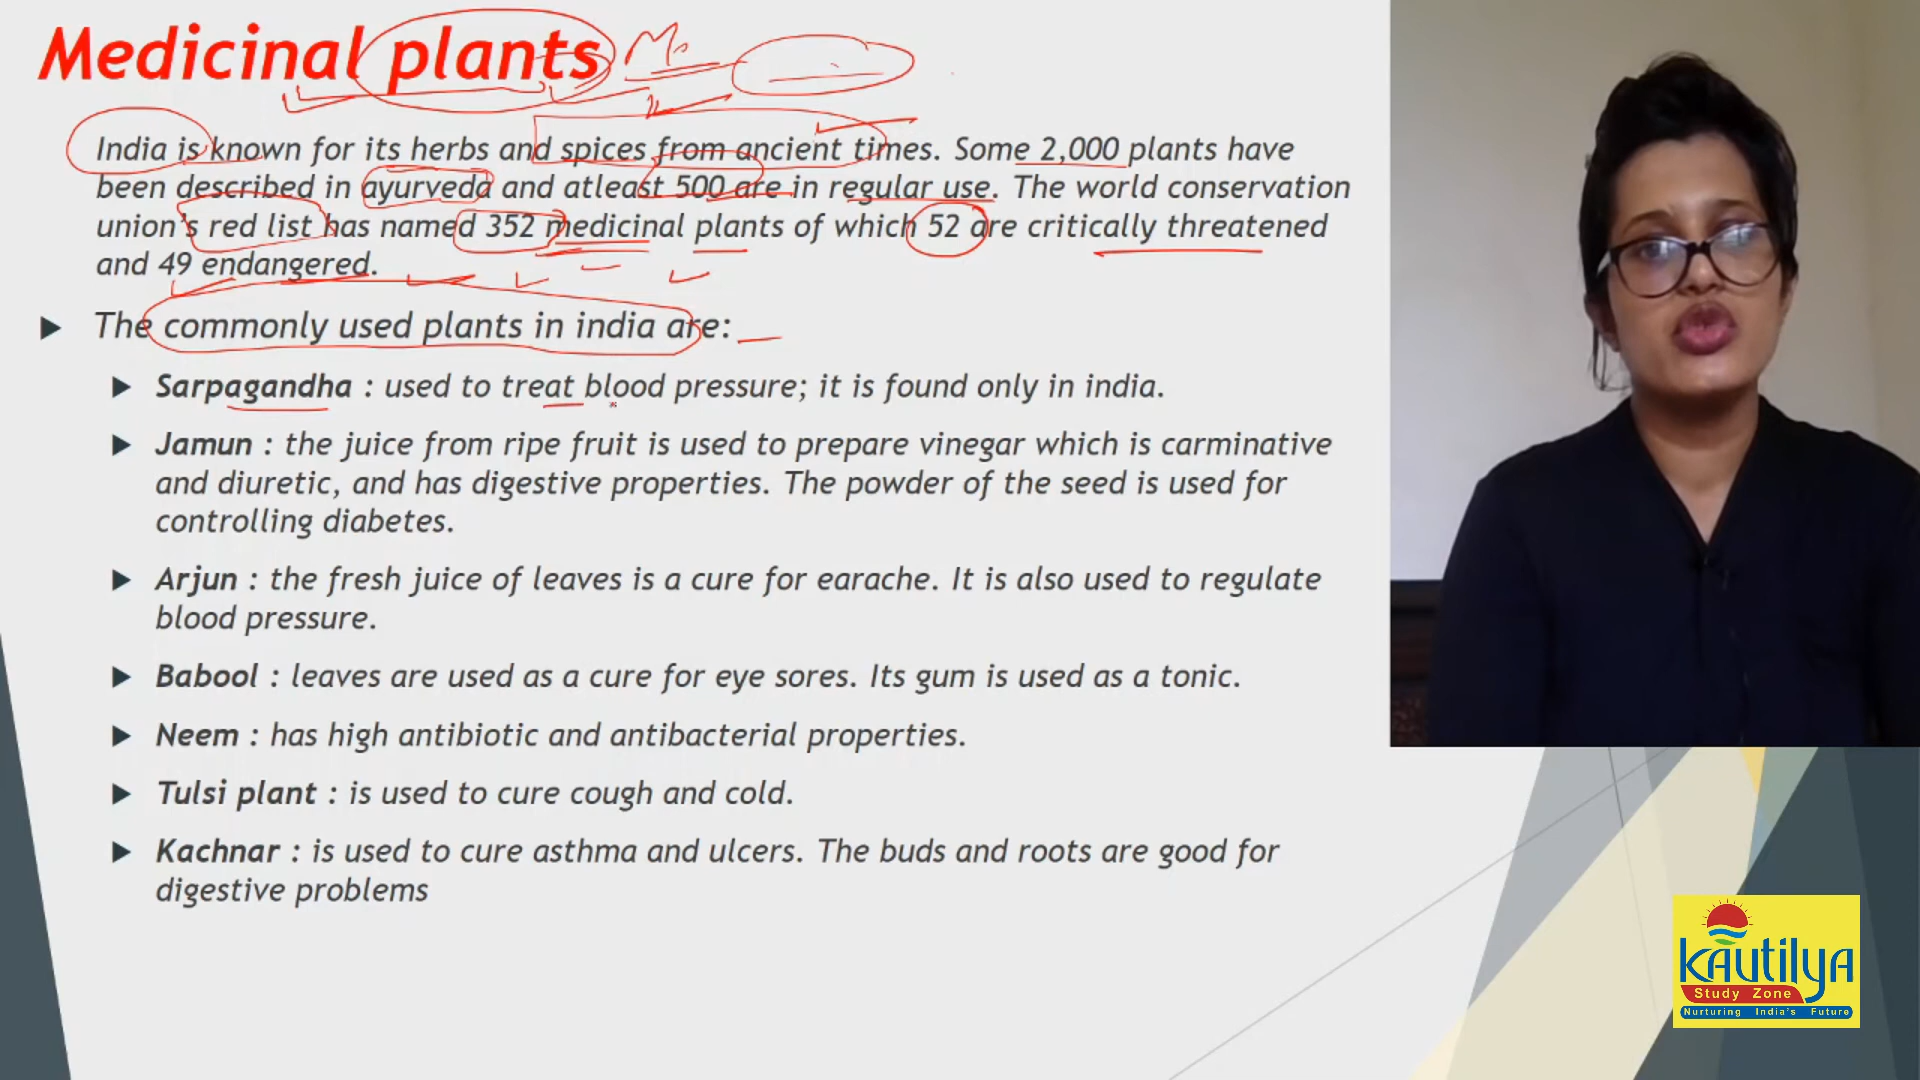 Medicinal plants
India is known for its herbs and spices from ancient times. Some 2,000 plants have
been described in ayurveda and atleast 500 are in regular use. The world conservation
union's red list has named 352 medicinal plants of which 52 are critically threatened
and 49 endangered.
The commonly used plants in india are:
Sarpagandha : used to treat blood pressure; it is found only in india.
Jamun : the juice from ripe fruit is used to prepare vinegar which is carminative
and diuretic, and has digestive properties. The powder of the seed is used for
controlling diabetes.
Arjun : the fresh juice of leaves is a cure for earache. It is also used to regulate
blood pressure.
Babool : leaves are used as a cure for eye sores. Its gum is used as a tonic.
Neem : has high antibiotic and antibacterial properties.
Tulsi plant : is used to cure cough and cold.
Kachnar : is used to cure asthma and ulcers. The buds and roots are good for
digestive problems
kautilya
Study Zone
Nurturing India's Future